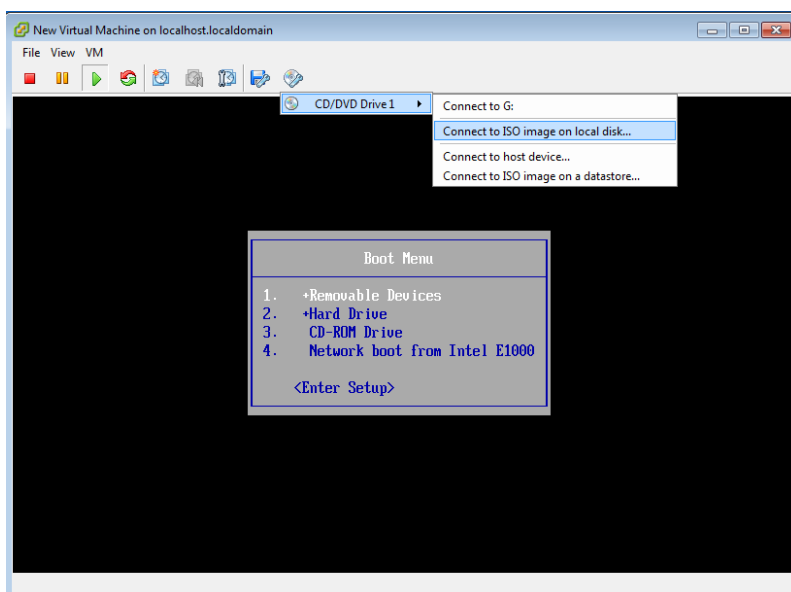 New Virtual Machine on localhost.localdomain
File View VM
CD/DVD Drive 1
Connect to G:
Connect to ISO image on local disk...
Connect to host device...
Connect to ISO image on a datastore...
Boot Menu
1. +Removable Devices
2. +Hard Drive
3. CD-ROM Drive
4. Network boot from Intel E1000
<Enter Setup>